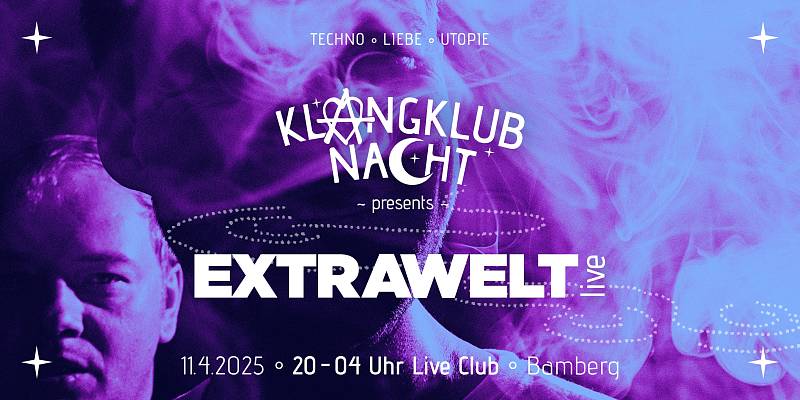 TECHNO ∘ LIEBE ∘ UTOPIE
KLANGKLUB
NACHT
~ presents ~
EXTRAWELT live
11.4.2025 ∘ 20-04 Uhr Live Club ∘ Bamberg